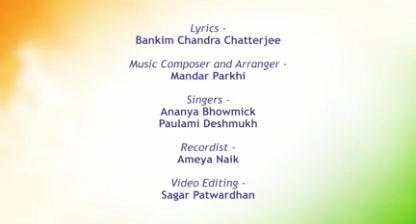 Lyrics -
Bankim Chandra Chatterjee
Music Composer and Arranger -
Mandar Parkhi
Singers -
Ananya Bhowmick
Paulami Deshmukh
Recordist -
Ameya Naik
Video Editing -
Sagar Patwardhan